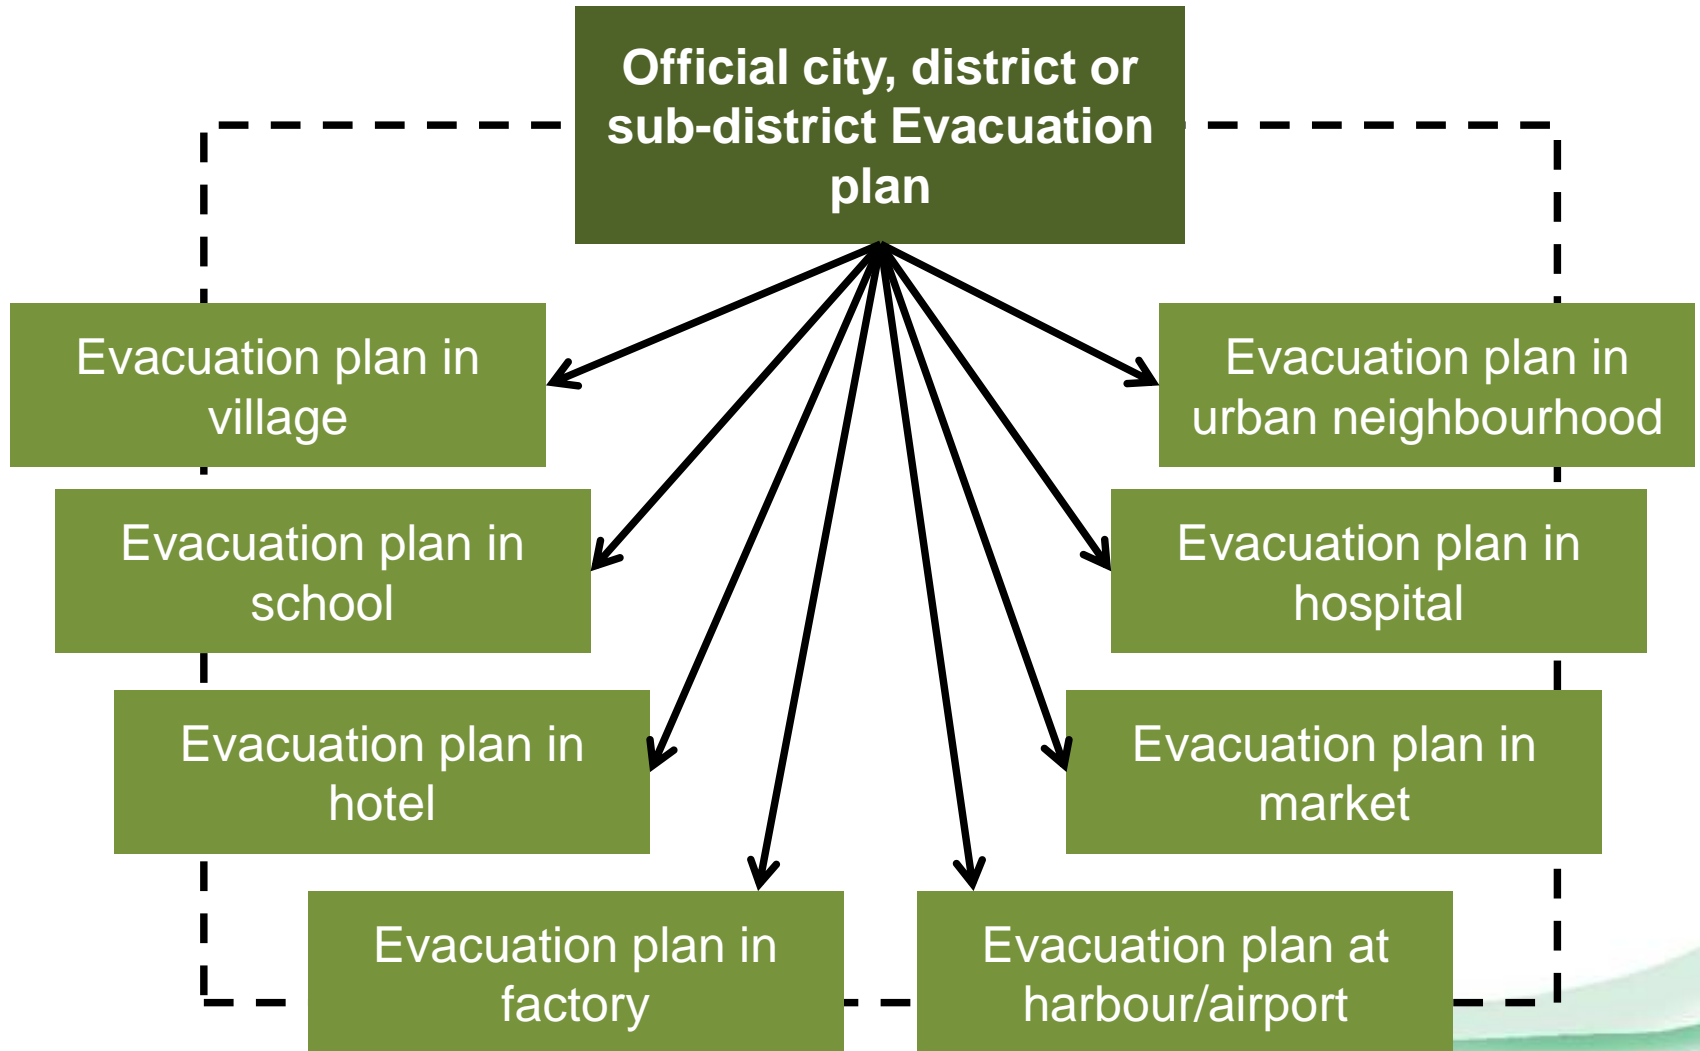 Official city, district or
sub-district Evacuation
plan
Evacuation plan in
village
Evacuation plan in
urban neighbourhood
Evacuation plan in
school
Evacuation plan in
hospital
Evacuation plan in
hotel
Evacuation plan in
market
Evacuation plan in
factory
Evacuation plan at
harbour/airport